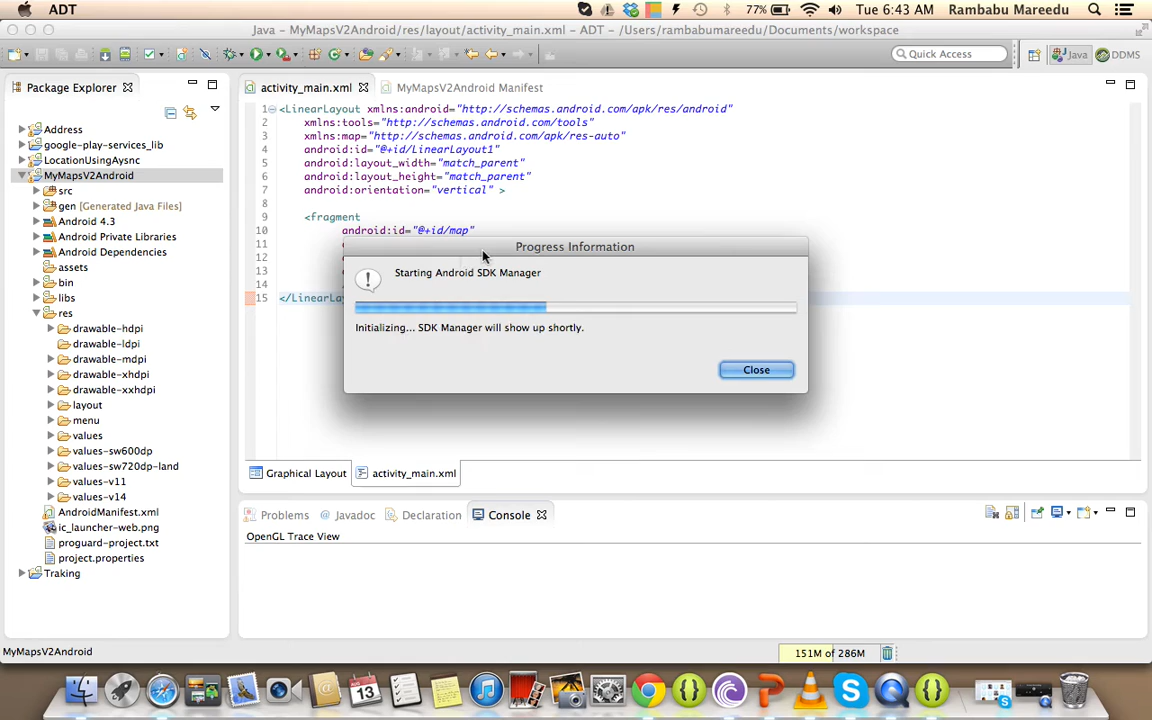 ADT
77%
Tue 6:43 AM
Rambabu Mareedu
Java - MyMapsV2Android/res/layout/activity_main.xml - ADT - /Users/rambabumareedu/Documents/workspace
Quick Access
Java
DDMS
Package Explorer
activity_main.xml
MyMapsV2Android Manifest
Address
google-play-services_lib
LocationUsingAysnc
MyMapsV2Android
src
gen [Generated Java Files]
Android 4.3
Android Private Libraries
Android Dependencies
assets
bin
libs
res
drawable-hdpi
drawable-ldpi
drawable-mdpi
drawable-xhdpi
drawable-xxhdpi
layout
menu
values
values-sw600dp
values-sw720dp-land
values-v11
values-v14
AndroidManifest.xml
ic_launcher-web.png
proguard-project.txt
project.properties
Traking
1 <LinearLayout xmlns:android="http://schemas.android.com/apk/res/android"
2 xmlns:tools="http://schemas.android.com/tools"
3 xmlns:map="http://schemas.android.com/apk/res-auto"
4 android:id="@+id/LinearLayout1"
5 android:layout_width="match_parent"
6 android:layout_height="match_parent"
7 android:orientation="vertical" >
8
9 <fragment
10 android:id="@+id/map"
11
12
13
14
15 </LinearLa
Progress Information
Starting Android SDK Manager
Initializing... SDK Manager will show up shortly.
Close
Graphical Layout
activity_main.xml
Problems
Javadoc
Declaration
Console
OpenGL Trace View
MyMapsV2Android
151M of 286M
AUG
13